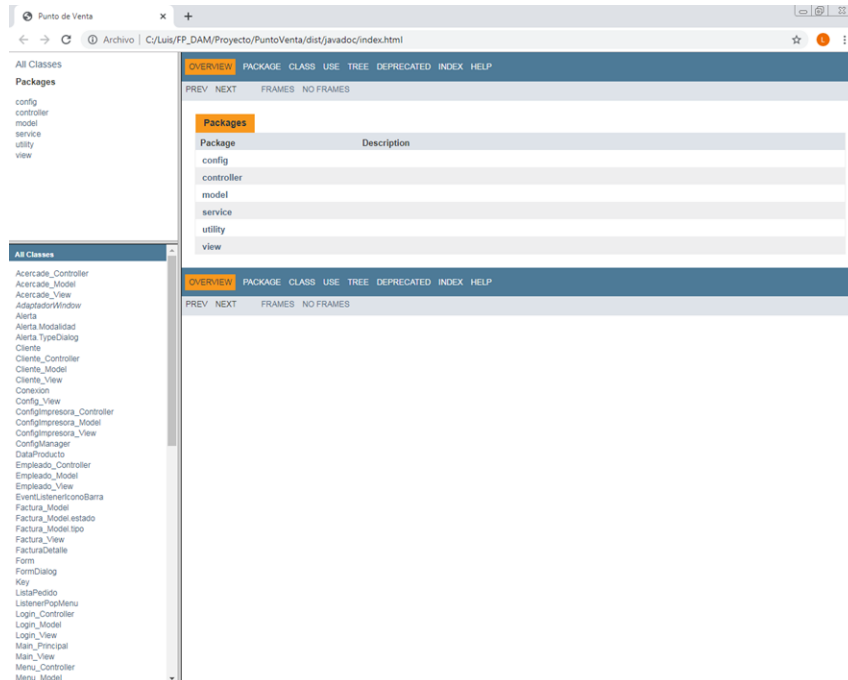 Punto de Venta
Archivo | C:/Luis/FP_DAM/Proyecto/PuntoVenta/dist/javadoc/index.html
L
All Classes
Packages
config
controller
model
service
utility
view
All Classes
Acercade_Controller
Acercade_Model
Acercade_View
AdaptadorWindow
Alerta
Alerta.Modalidad
Alerta.TypeDialog
Cliente
Cliente_Controller
Cliente_Model
Cliente_View
Conexion
Config_View
ConfigImpresora_Controller
ConfigImpresora_Model
ConfigImpresora_View
ConfigManager
DataProducto
Empleado_Controller
Empleado_Model
Empleado_View
EventListenerIconoBarra
Factura_Model
Factura_Model.estado
Factura_Model.tipo
Factura_View
FacturaDetalle
Form
FormDialog
Key
ListaPedido
ListenerPopMenu
Login_Controller
Login_Model
Login_View
Main_Principal
Main_View
Menu_Controller
Menu_Model
OVERVIEW PACKAGE CLASS USE TREE DEPRECATED INDEX HELP
PREV NEXT FRAMES NO FRAMES
Packages
Package Description
config
controller
model
service
utility
view
OVERVIEW PACKAGE CLASS USE TREE DEPRECATED INDEX HELP
PREV NEXT FRAMES NO FRAMES